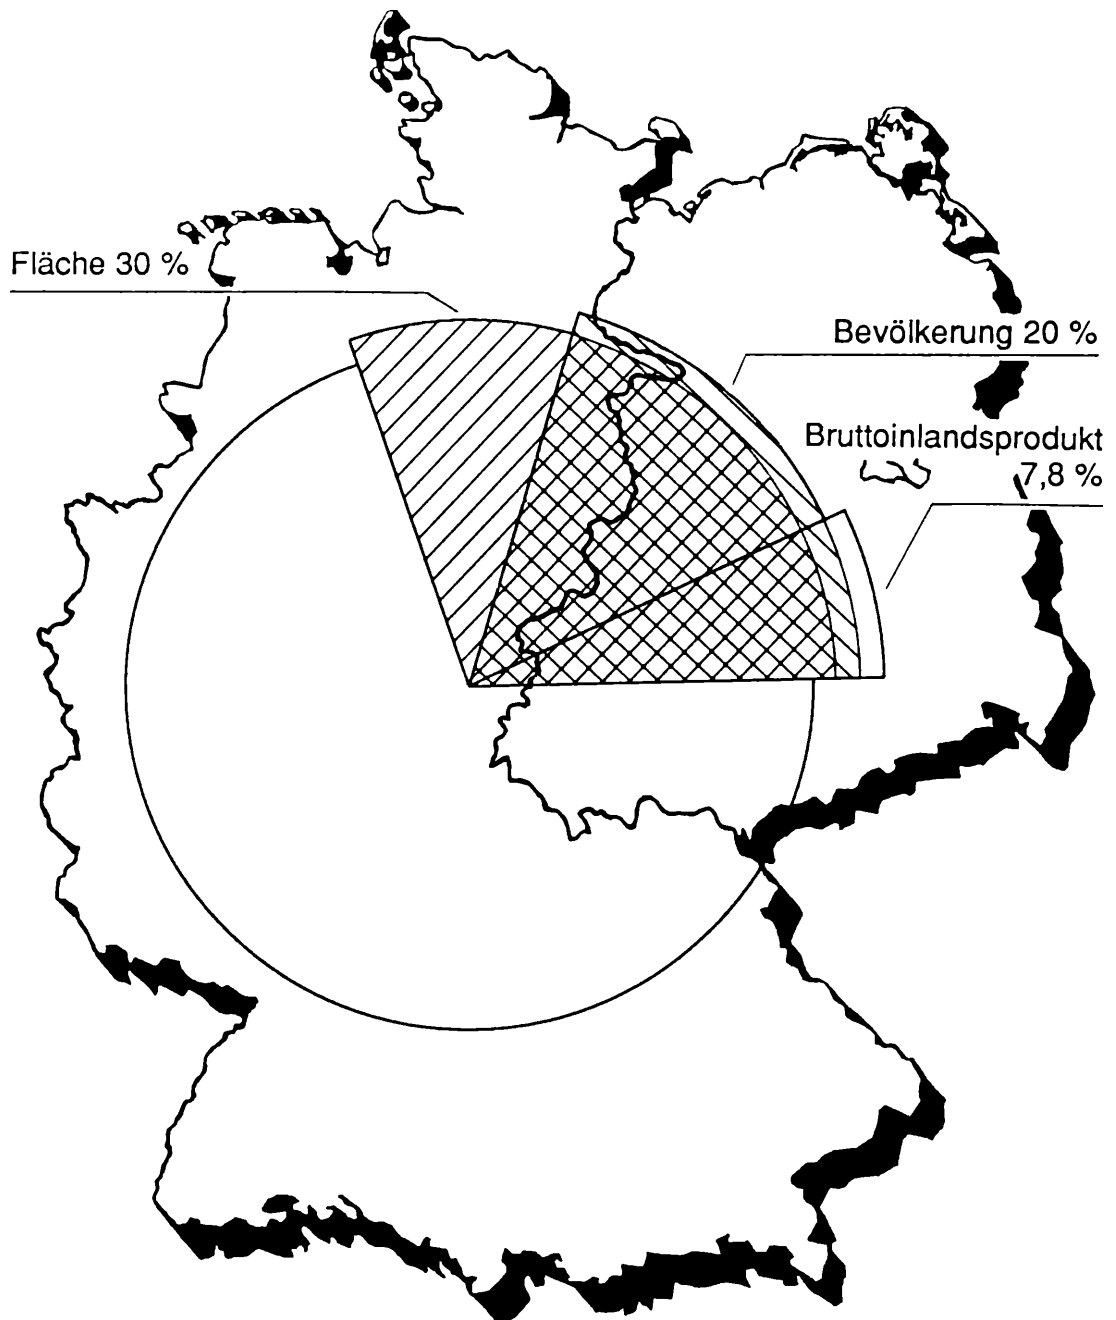 Fläche 30 %
Bevölkerung 20 %
Bruttoinlandsprodukt
7,8 %